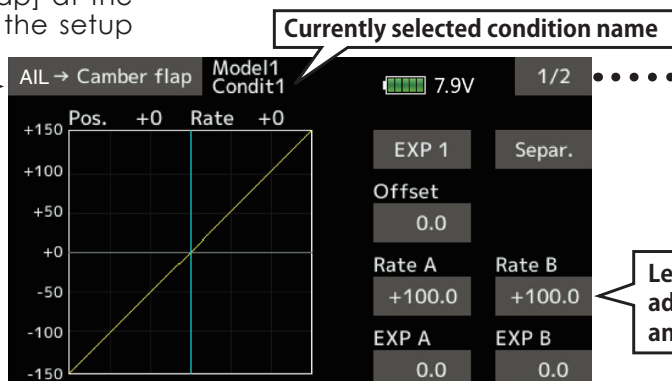 ap] at the
the setup
Currently selected condition name
AIL → Camber flap
Model1
Condit1
7.9V
1/2
Pos. +0 Rate +0
+150
+100
+50
+0
-50
-100
-150
EXP 1
Separ.
Offset
0.0
Rate A
Rate B
+100.0
+100.0
EXP A
EXP B
0.0
0.0
Le
ad
an